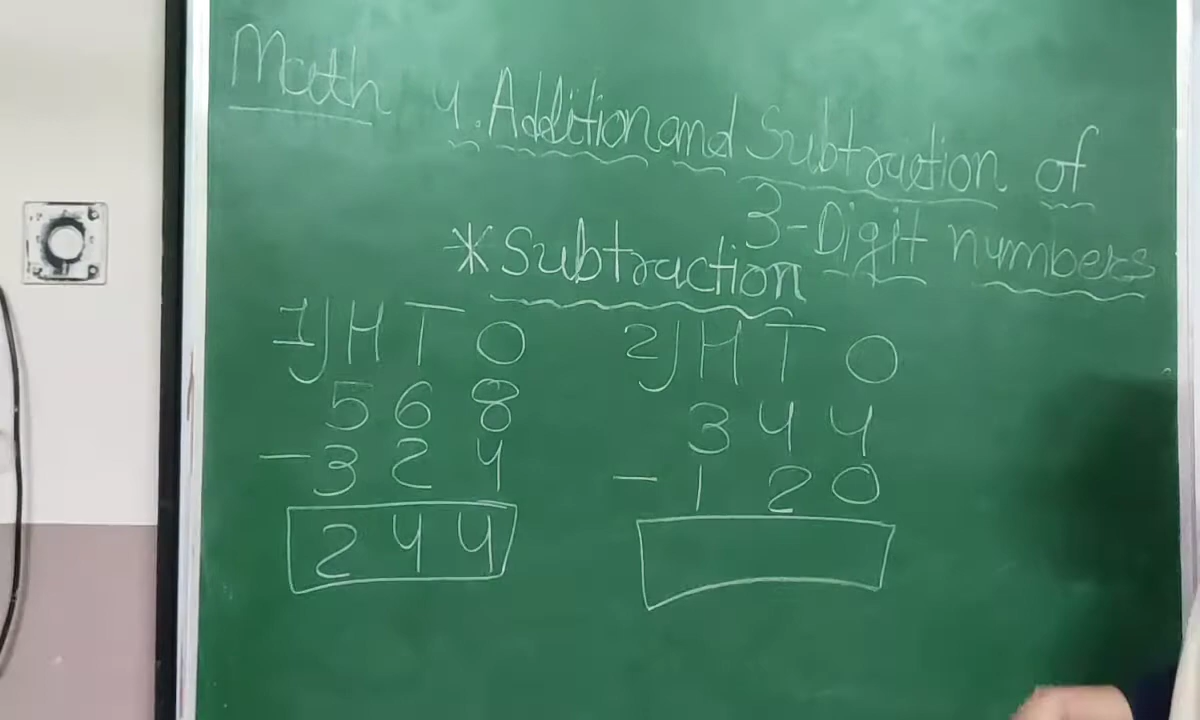 Math 4. Addition and Subtraction of
3-Digit numbers
*Subtraction
1) H T O
5 6 8
- 3 2 4
2 4 4
2) H T O
3 4 4
- 1 2 0